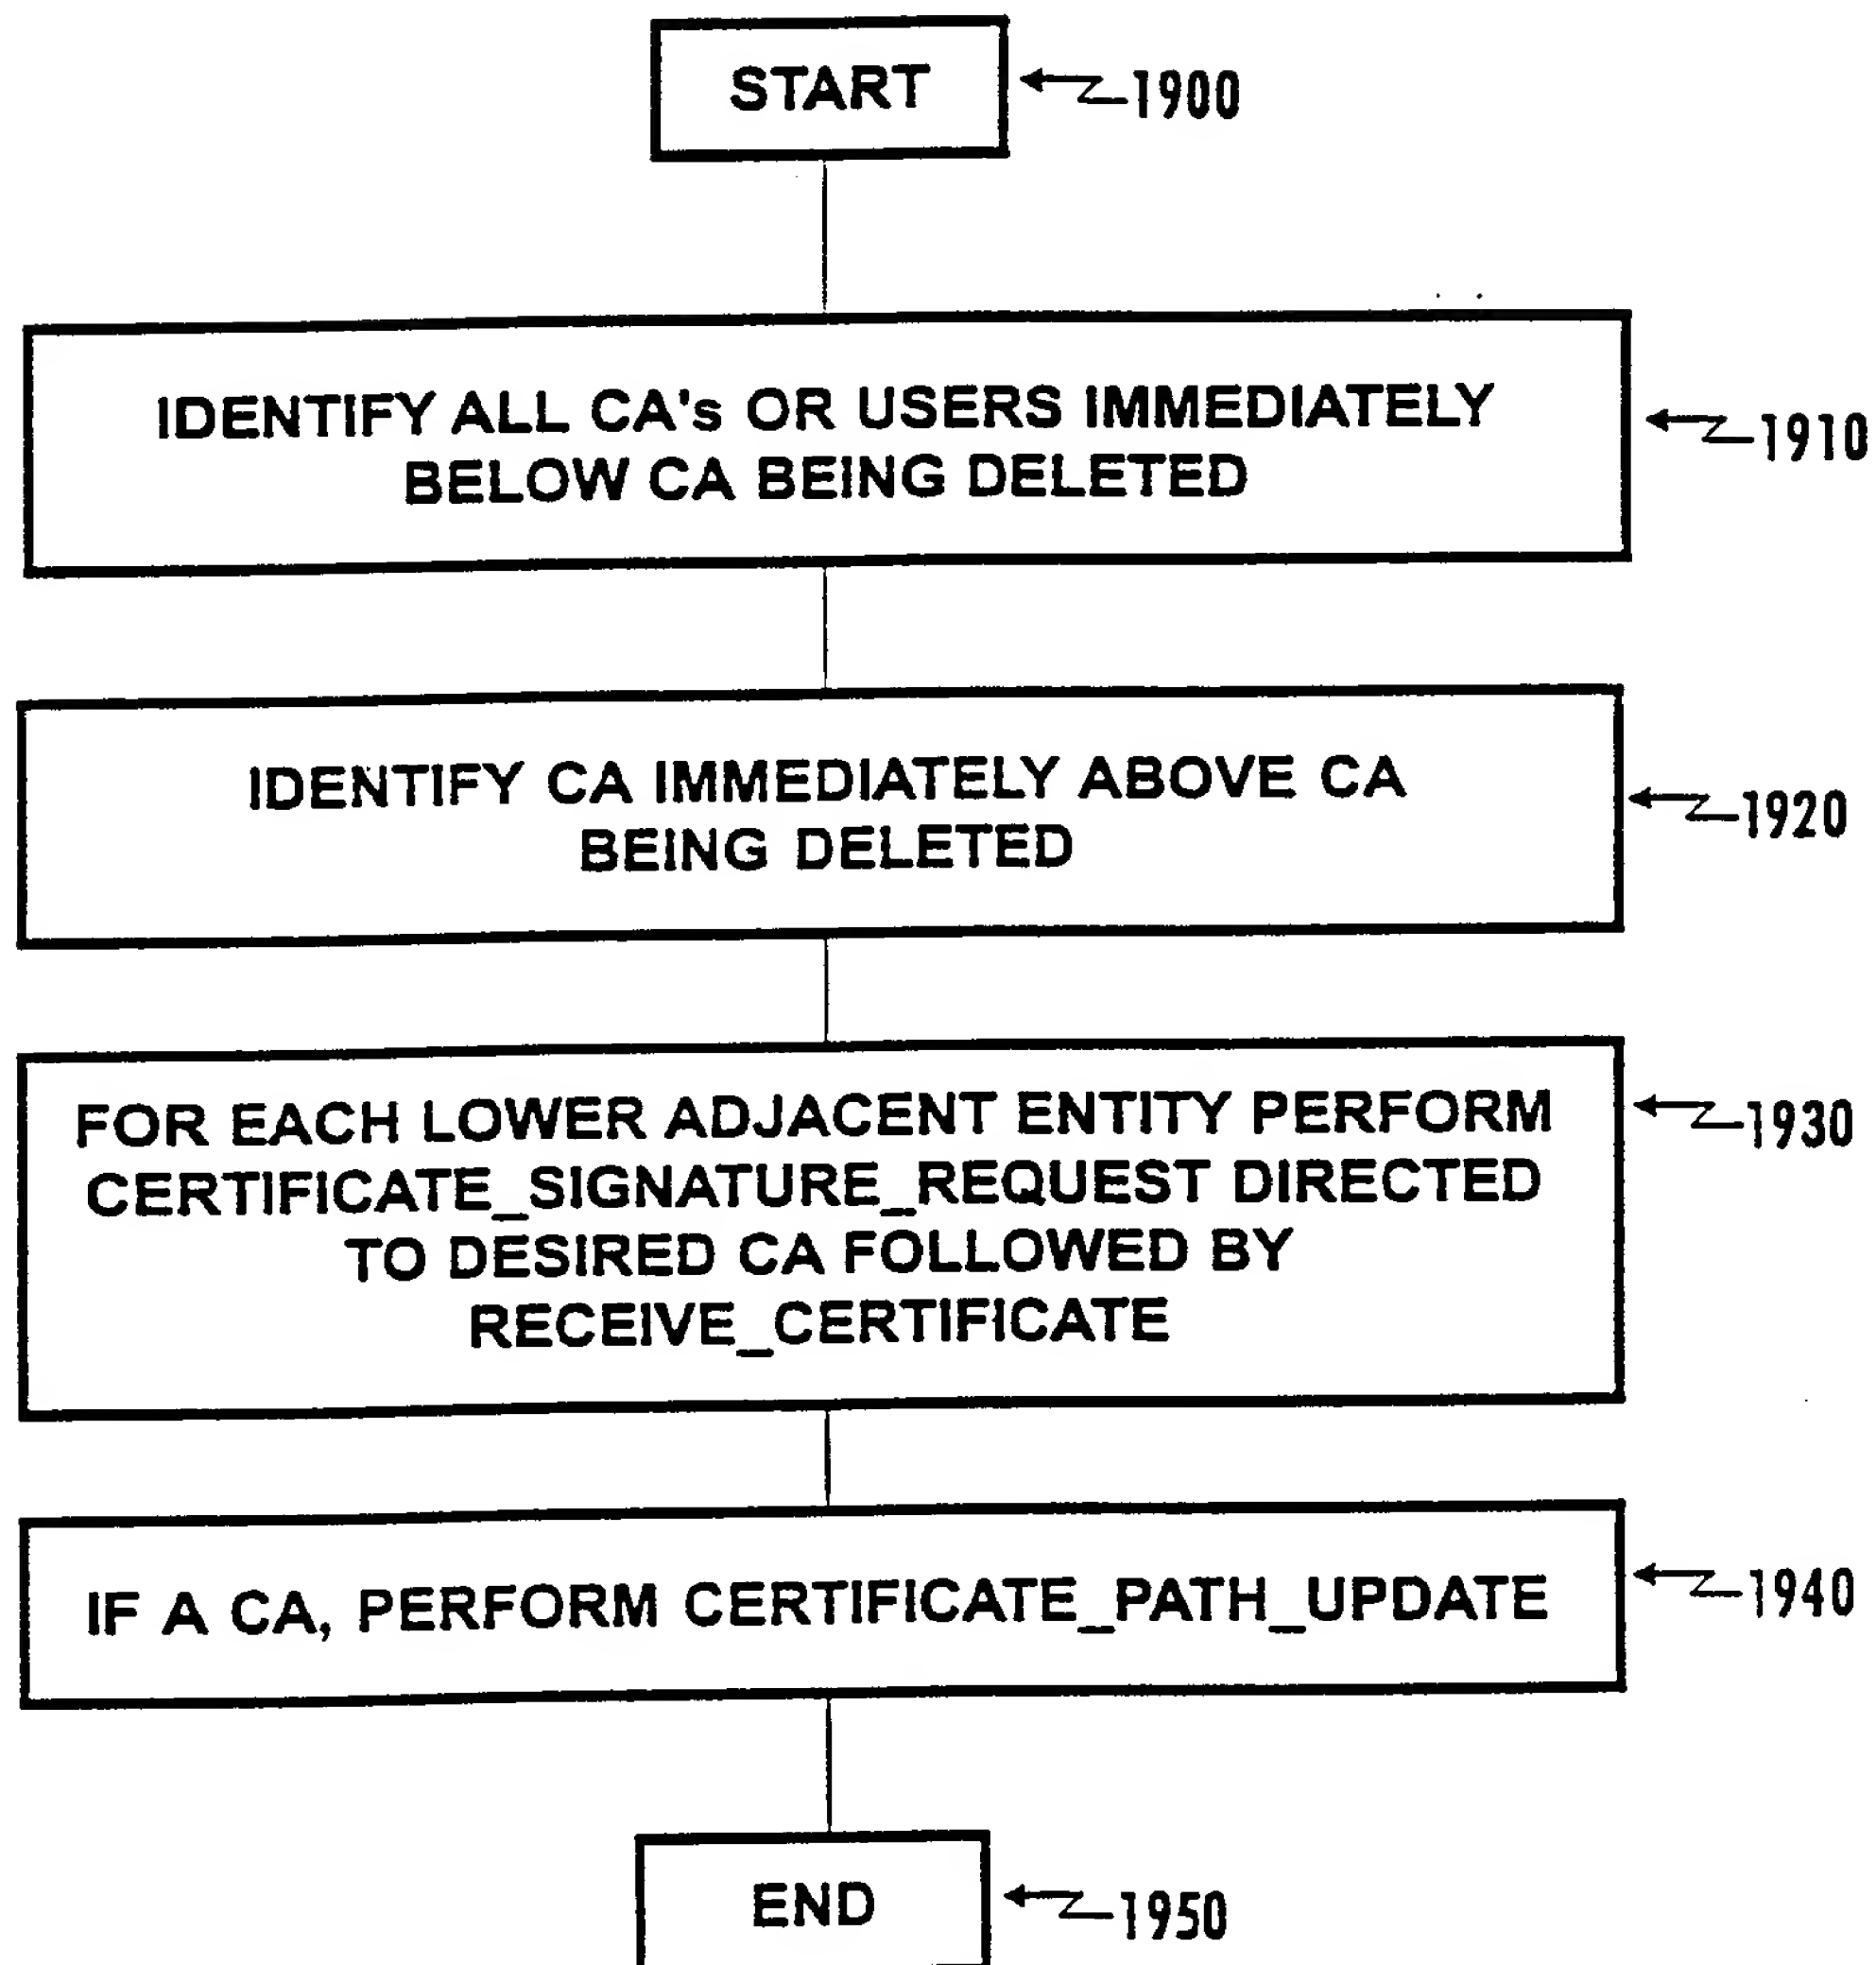 START
1900
IDENTIFY ALL CA's OR USERS IMMEDIATELY
BELOW CA BEING DELETED
1910
IDENTIFY CA IMMEDIATELY ABOVE CA
BEING DELETED
1920
FOR EACH LOWER ADJACENT ENTITY PERFORM
CERTIFICATE_SIGNATURE_REQUEST DIRECTED
TO DESIRED CA FOLLOWED BY
RECEIVE_CERTIFICATE
1930
IF A CA, PERFORM CERTIFICATE_PATH_UPDATE
1940
END
1950